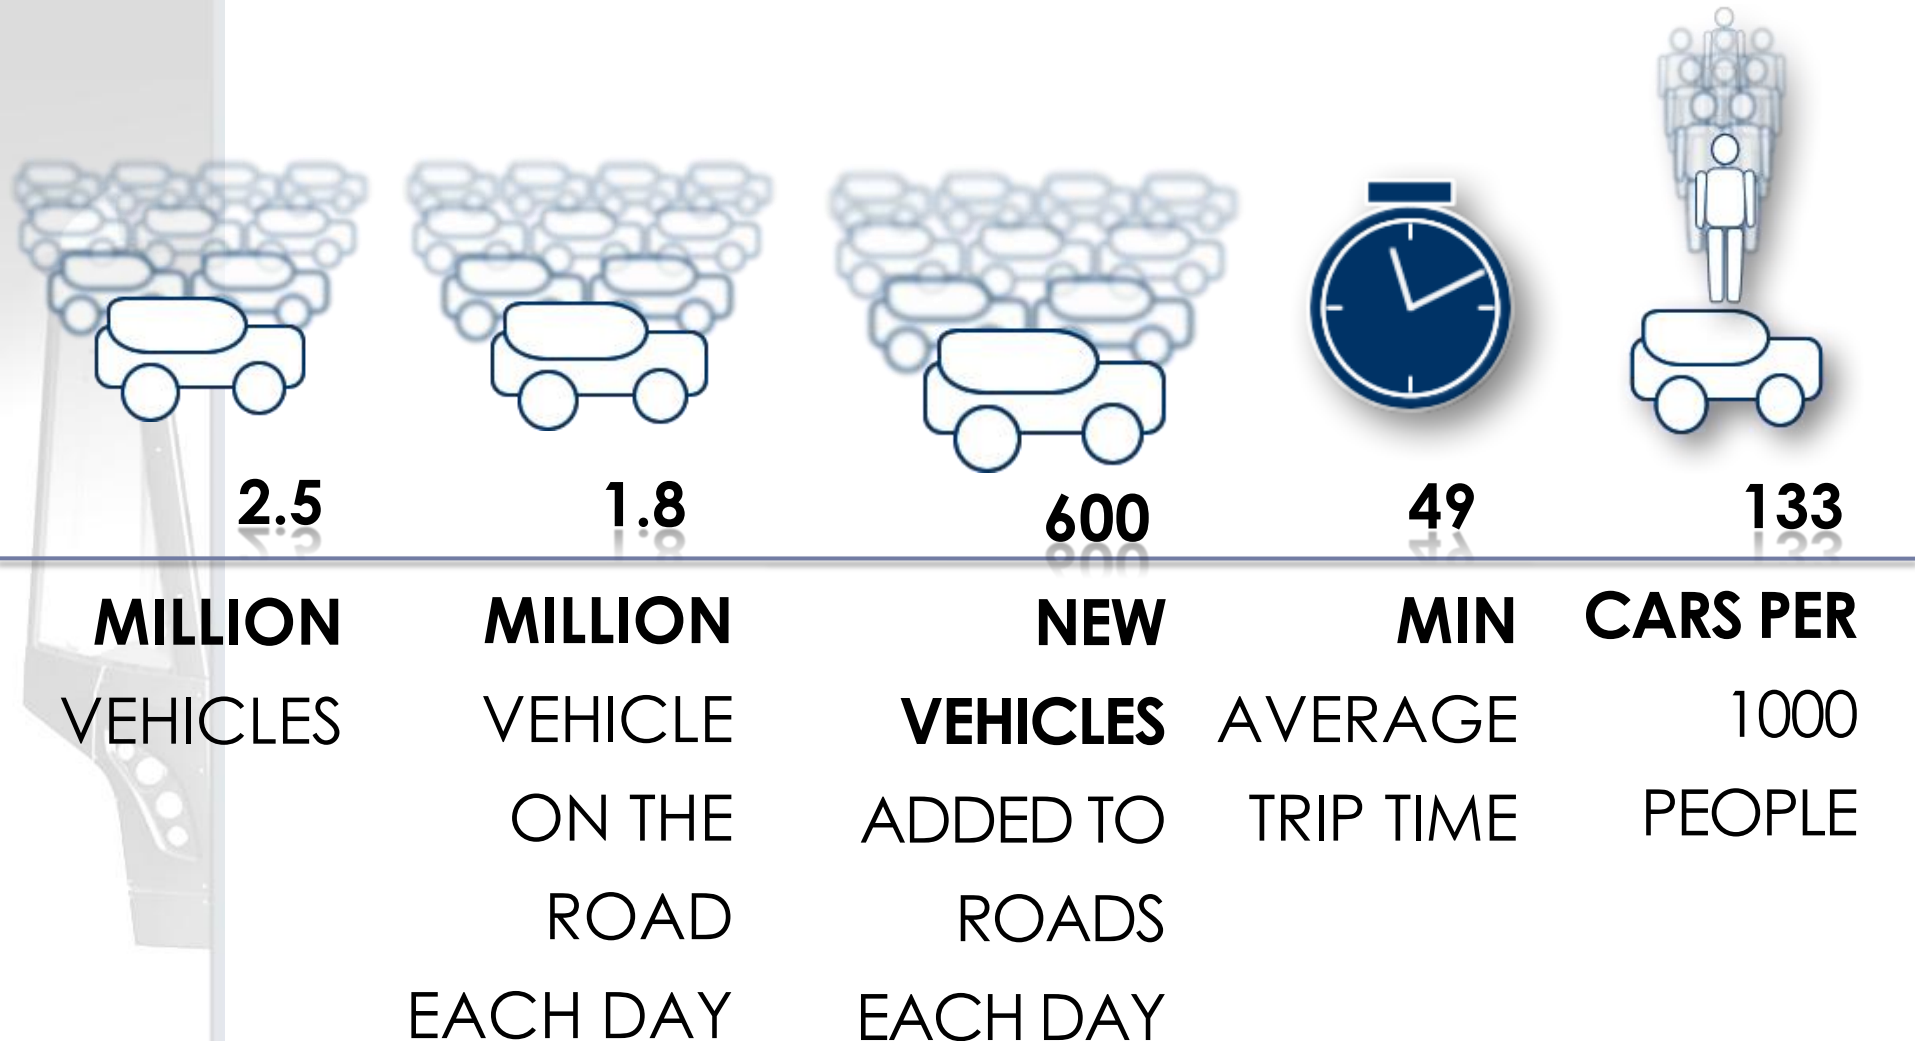 2.5
MILLION
VEHICLES
1.8
MILLION
VEHICLE
ON THE
ROAD
EACH DAY
600
NEW
VEHICLES
ADDED TO
ROADS
EACH DAY
49
MIN
AVERAGE
TRIP TIME
133
CARS PER
1000
PEOPLE